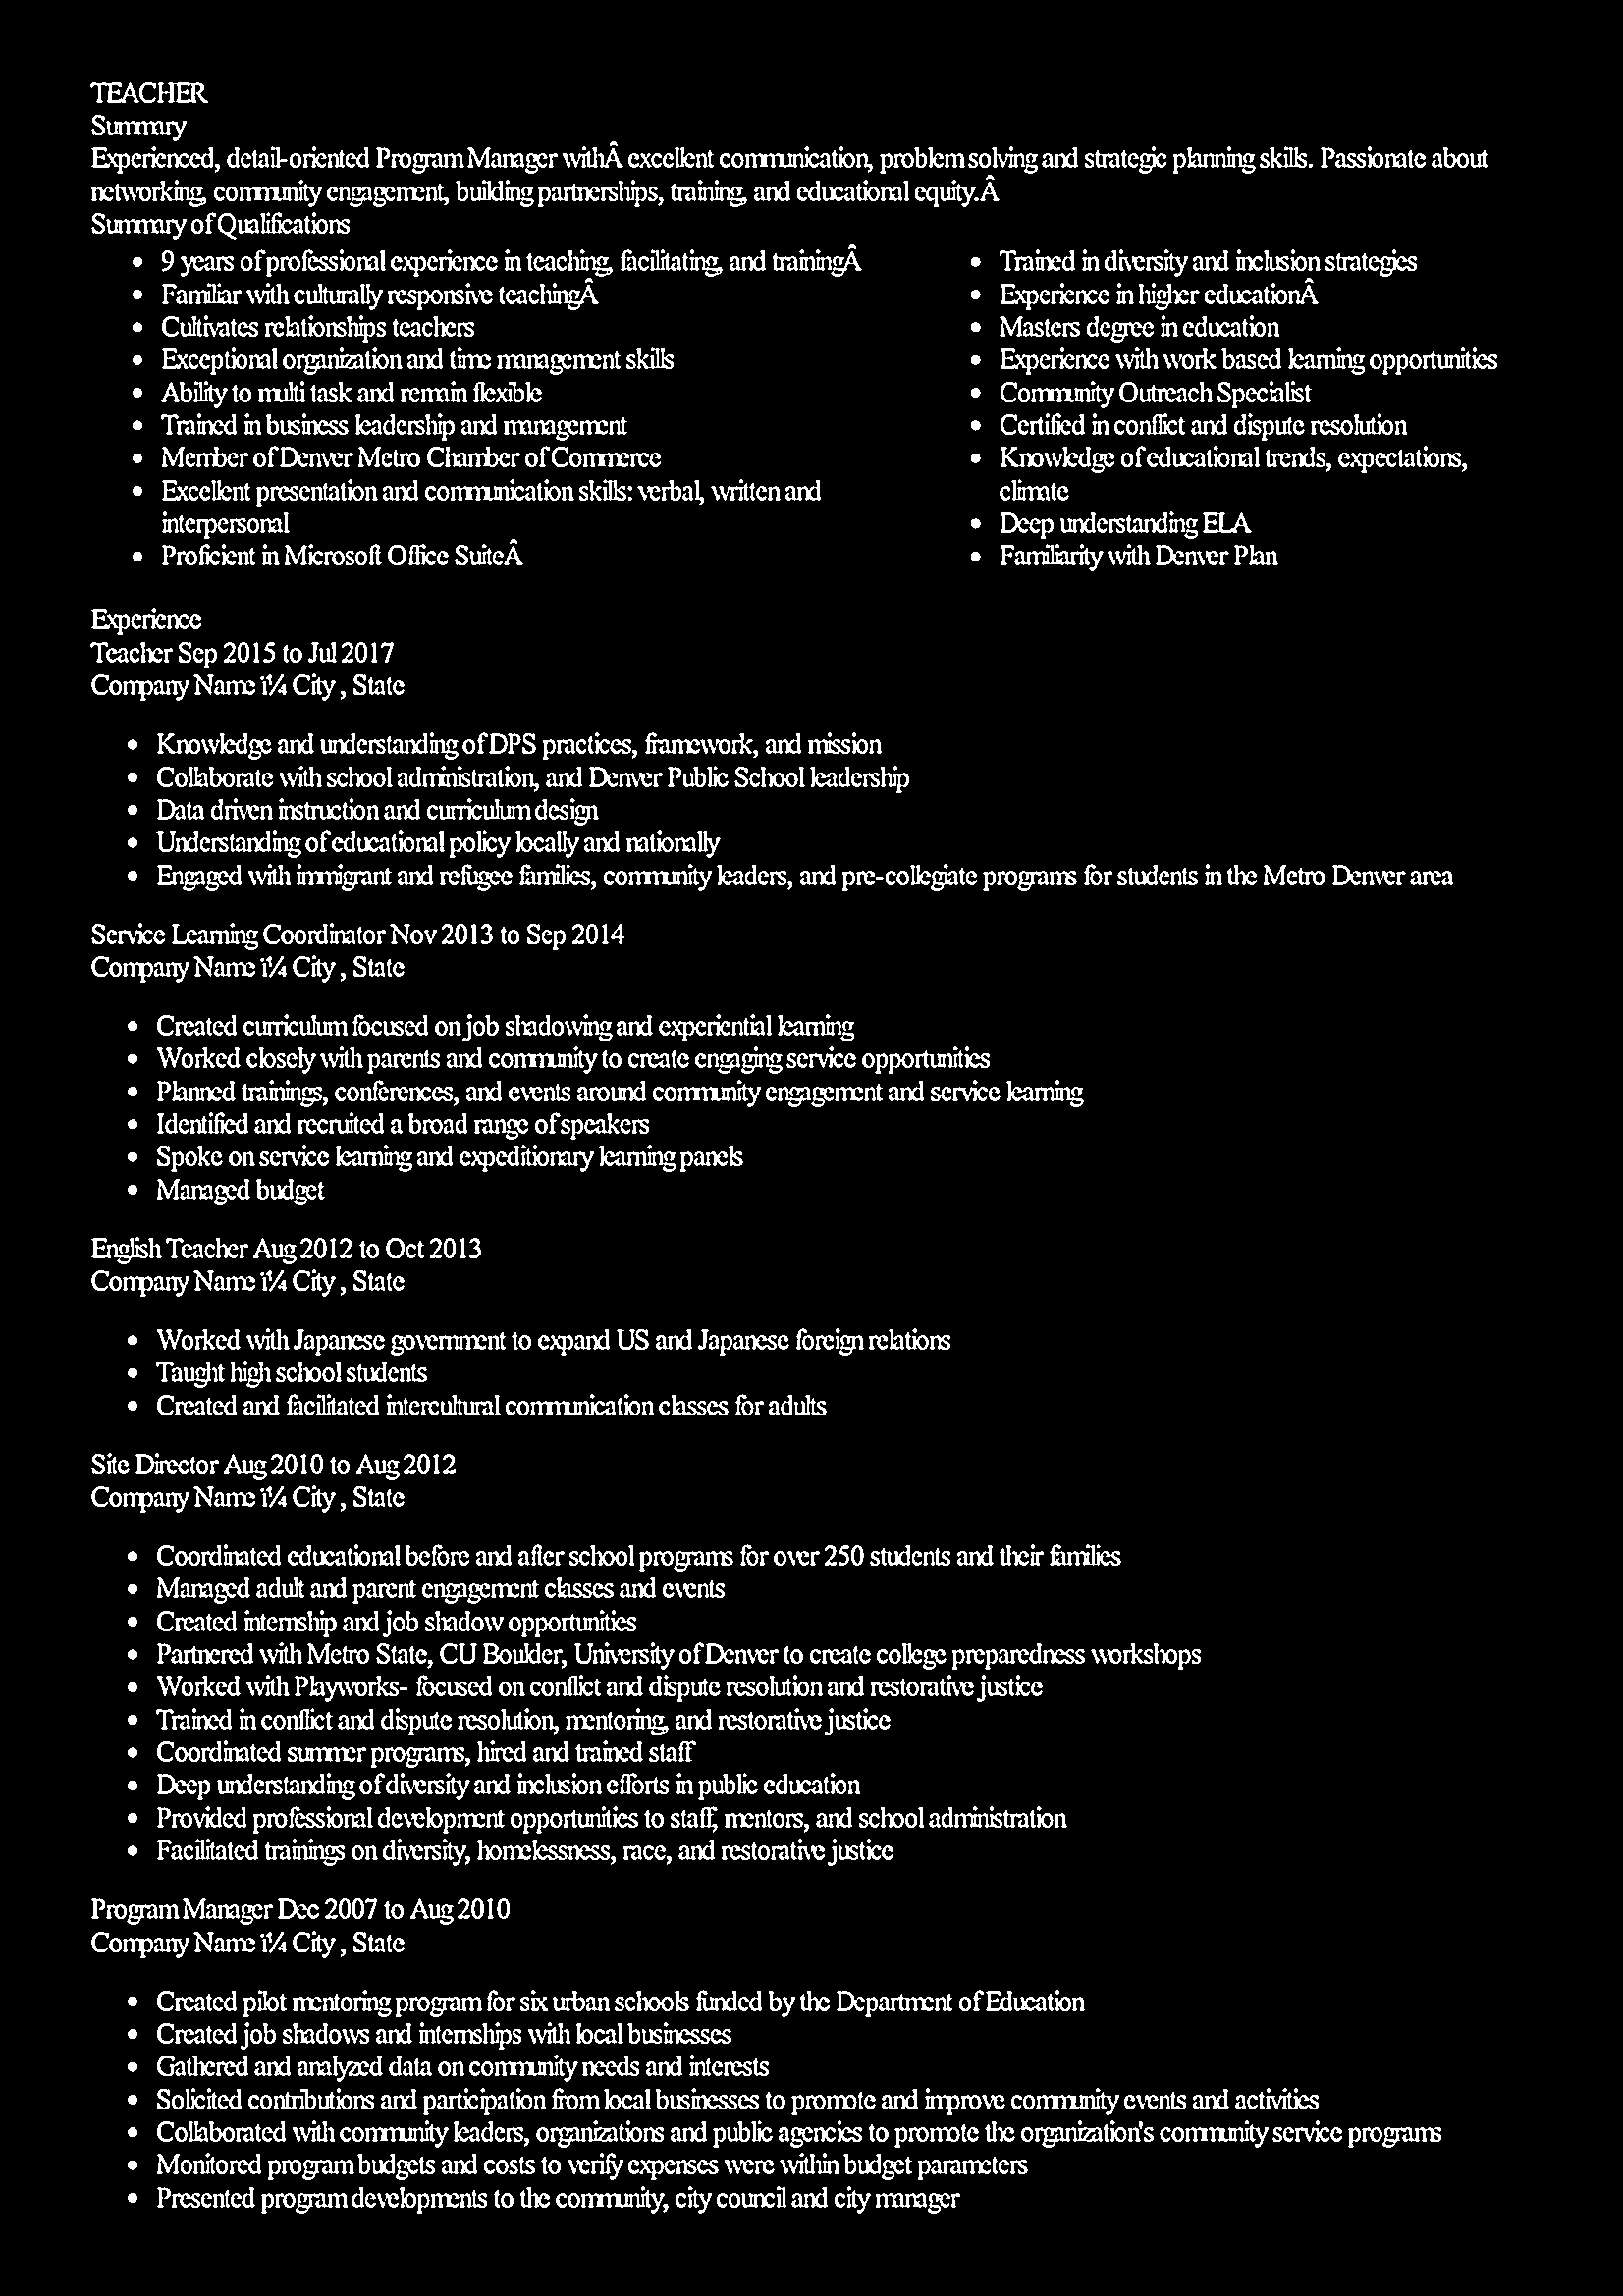 TEACHER
Summary
Experienced, detail-oriented Program Manager withÂ excellent communication, problem solving and strategic planning skills. Passionate about
networking, community engagement, building partnerships, training, and educational equity.Â
Summary of Qualifications
• 9 years of professional experience in teaching, facilitating, and trainingÂ
• Familiar with culturally responsive teachingÂ
• Cultivates relationships teachers
• Exceptional organization and time management skills
• Ability to multi task and remain flexible
• Trained in business leadership and management
• Member of Denver Metro Chamber of Commerce
• Excellent presentation and communication skills: verbal, written and
interpersonal
• Proficient in Microsoft Office SuiteÂ
• Trained in diversity and inclusion strategies
• Experience in higher educationÂ
• Masters degree in education
• Experience with work based learning opportunities
• Community Outreach Specialist
• Certified in conflict and dispute resolution
• Knowledge of educational trends, expectations,
climate
• Deep understanding ELA
• Familiarity with Denver Plan
Experience
Teacher Sep 2015 to Jul 2017
Company Name ï¼ City , State
• Knowledge and understanding of DPS practices, framework, and mission
• Collaborate with school administration, and Denver Public School leadership
• Data driven instruction and curriculum design
• Understanding of educational policy locally and nationally
• Engaged with immigrant and refugee families, community leaders, and pre-collegiate programs for students in the Metro Denver area
Service Learning Coordinator Nov 2013 to Sep 2014
Company Name ï¼ City , State
• Created curriculum focused on job shadowing and experiential learning
• Worked closely with parents and community to create engaging service opportunities
• Planned trainings, conferences, and events around community engagement and service learning
• Identified and recruited a broad range of speakers
• Spoke on service learning and expeditionary learning panels
• Managed budget
English Teacher Aug 2012 to Oct 2013
Company Name ï¼ City , State
• Worked with Japanese government to expand US and Japanese foreign relations
• Taught high school students
• Created and facilitated intercultural communication classes for adults
Site Director Aug 2010 to Aug 2012
Company Name ï¼ City , State
• Coordinated educational before and after school programs for over 250 students and their families
• Managed adult and parent engagement classes and events
• Created internship and job shadow opportunities
• Partnered with Metro State, CU Boulder, University of Denver to create college preparedness workshops
• Worked with Playworks- focused on conflict and dispute resolution and restorative justice
• Trained in conflict and dispute resolution, mentoring, and restorative justice
• Coordinated summer programs, hired and trained staff
• Deep understanding of diversity and inclusion efforts in public education
• Provided professional development opportunities to staff, mentors, and school administration
• Facilitated trainings on diversity, homelessness, race, and restorative justice
Program Manager Dec 2007 to Aug 2010
Company Name ï¼ City , State
• Created pilot mentoring program for six urban schools funded by the Department of Education
• Created job shadows and internships with local businesses
• Gathered and analyzed data on community needs and interests
• Solicited contributions and participation from local businesses to promote and improve community events and activities
• Collaborated with community leaders, organizations and public agencies to promote the organization's community service programs
• Monitored program budgets and costs to verify expenses were within budget parameters
• Presented program developments to the community, city council and city manager